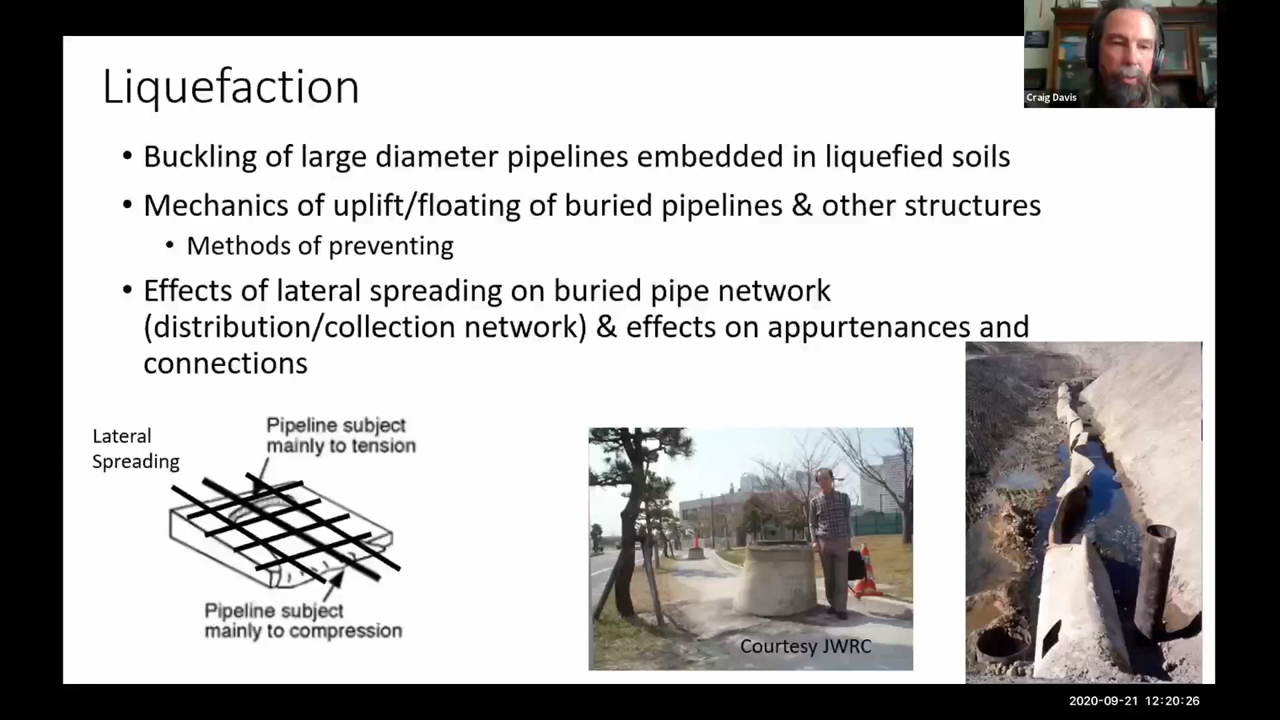 Liquefaction
Craig Davis
• Buckling of large diameter pipelines embedded in liquefied soils
• Mechanics of uplift/floating of buried pipelines & other structures
• Methods of preventing
• Effects of lateral spreading on buried pipe network
(distribution/collection network) & effects on appurtenances and
connections
Lateral
Spreading
Pipeline subject
mainly to tension
Pipeline subject
mainly to compression
Courtesy JWRC
2020-09-21 12:20:26